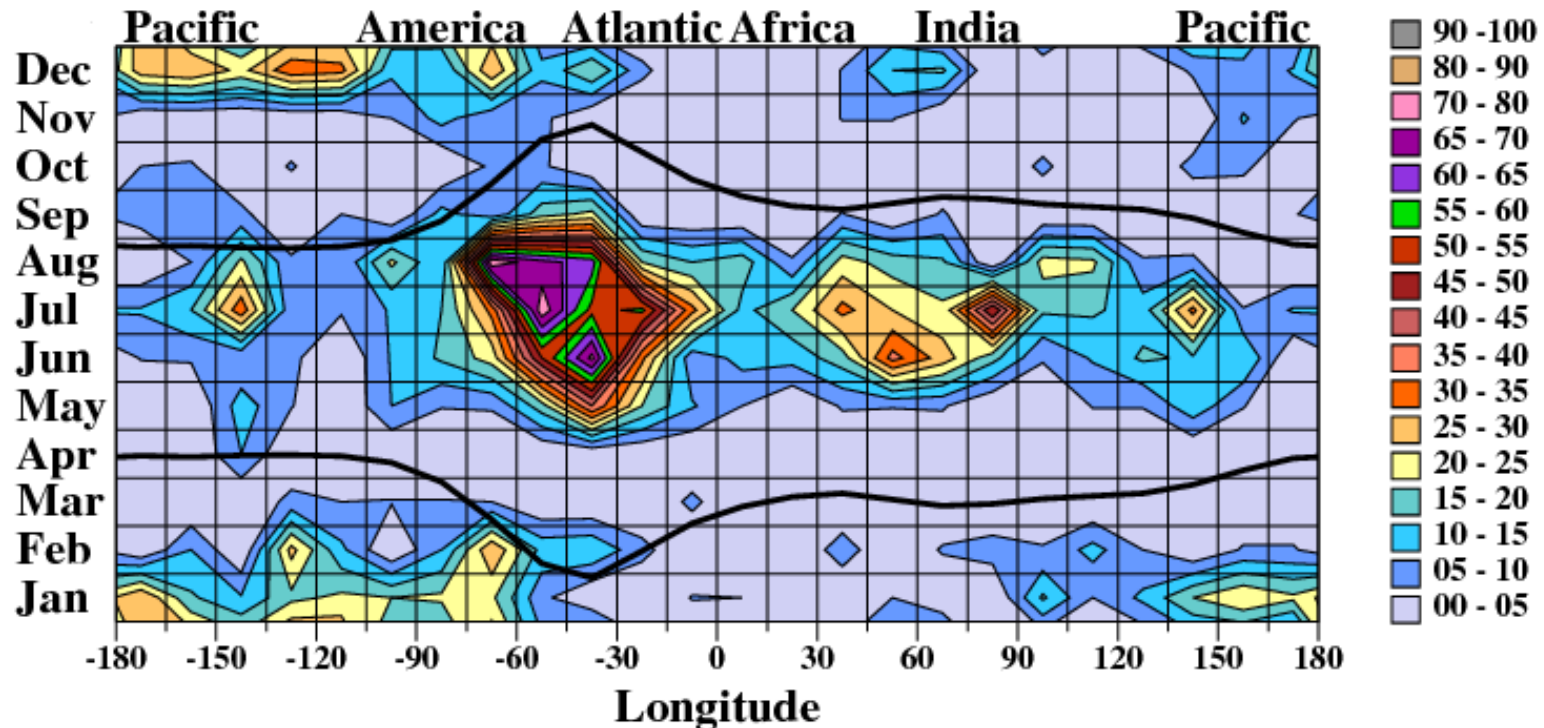 Pacific America Atlantic Africa India Pacific
Dec
Nov
Oct
Sep
Aug
Jul
Jun
May
Apr
Mar
Feb
Jan
-180 -150 -120 -90 -60 -30 0 30 60 90 120 150 180
Longitude
90 -100
80 - 90
70 - 80
65 - 70
60 - 65
55 - 60
50 - 55
45 - 50
40 - 45
35 - 40
30 - 35
25 - 30
20 - 25
15 - 20
10 - 15
05 - 10
00 - 05